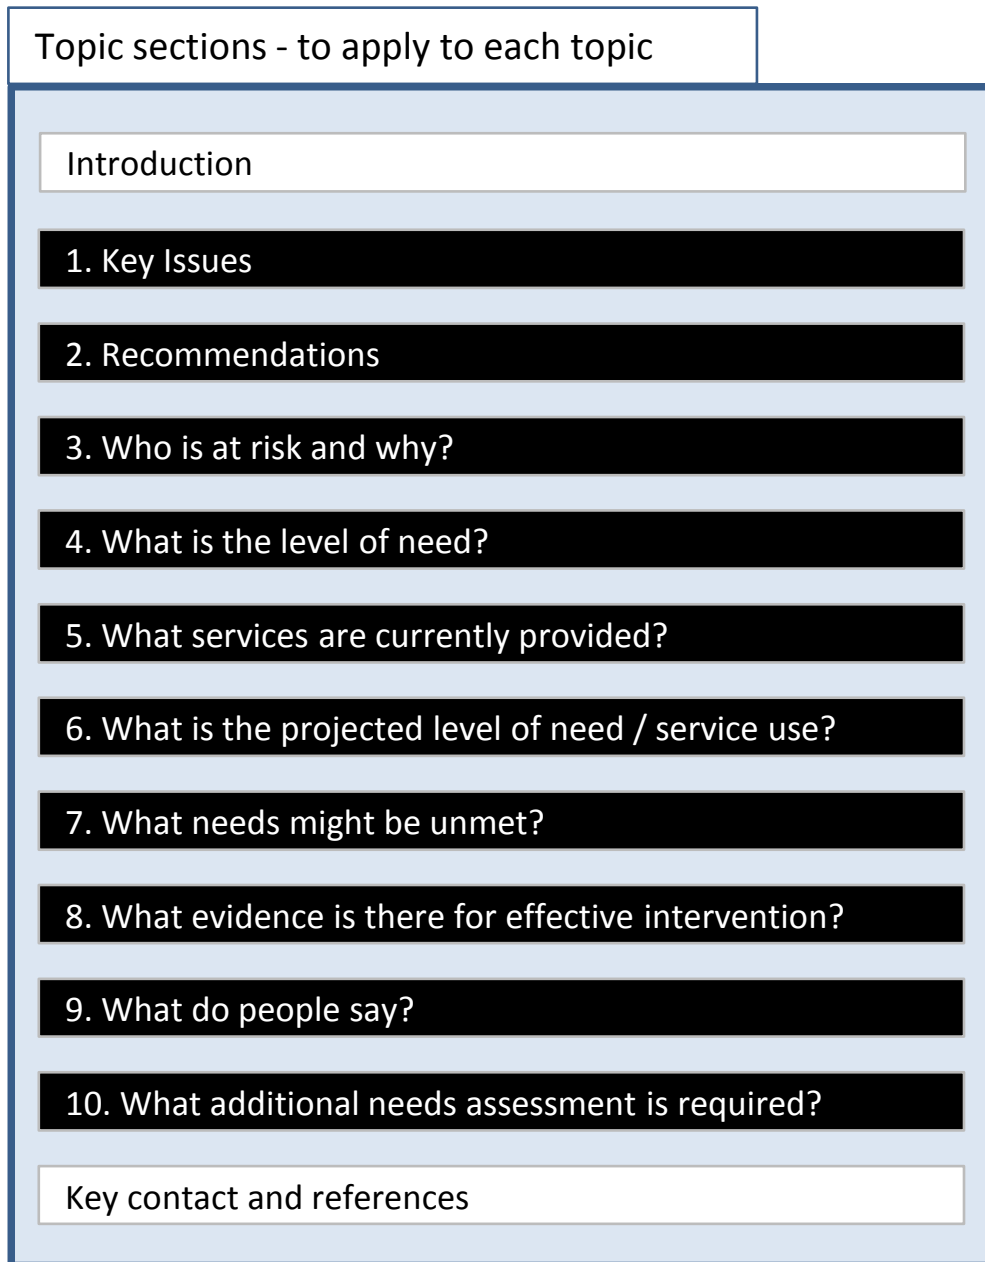 Topic sections - to apply to each topic
Introduction
1. Key Issues
2. Recommendations
3. Who is at risk and why?
4. What is the level of need?
5. What services are currently provided?
6. What is the projected level of need / service use?
7. What needs might be unmet?
8. What evidence is there for effective intervention?
9. What do people say?
10. What additional needs assessment is required?
Key contact and references